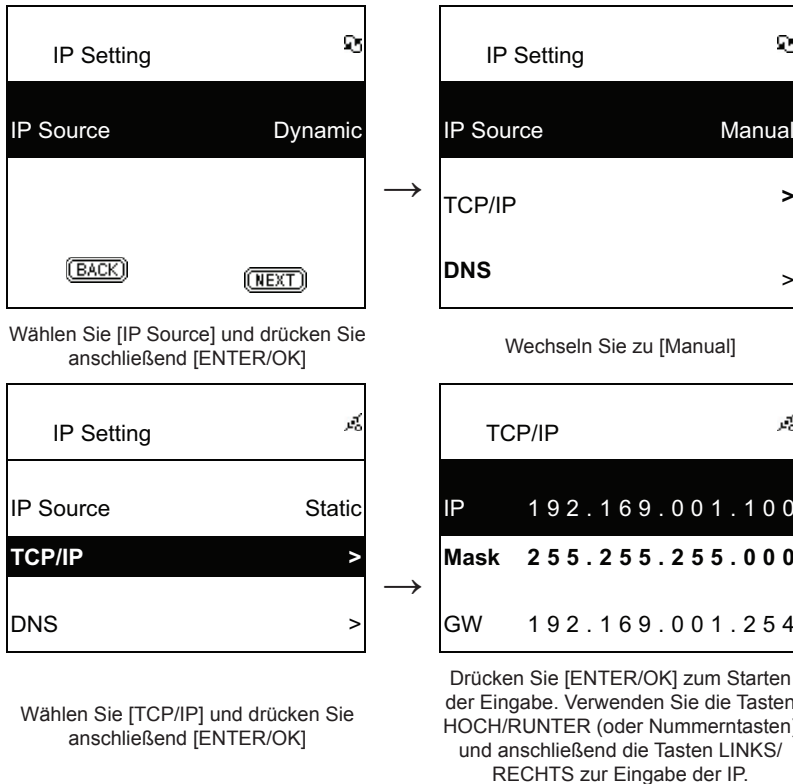 IP Setting
IP Source Dynamic
BACK NEXT
Wählen Sie [IP Source] und drücken Sie
anschließend [ENTER/OK]
→
IP Setting
IP Source Manual
TCP/IP >
DNS >
Wechseln Sie zu [Manual]
IP Setting
IP Source Static
TCP/IP >
DNS >
Wählen Sie [TCP/IP] und drücken Sie
anschließend [ENTER/OK]
→
TCP/IP
IP 192.169.001.100
Mask 255.255.255.000
GW 192.169.001.254
Drücken Sie [ENTER/OK] zum Starten
der Eingabe. Verwenden Sie die Tasten
HOCH/RUNTER (oder Nummerntasten)
und anschließend die Tasten LINKS/
RECHTS zur Eingabe der IP.